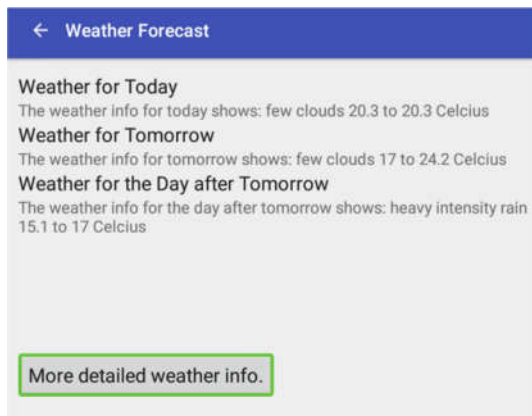 Weather Forecast
Weather for Today
The weather info for today shows: few clouds 20.3 to 20.3 Celcius
Weather for Tomorrow
The weather info for tomorrow shows: few clouds 17 to 24.2 Celcius
Weather for the Day after Tomorrow
The weather info for the day after tomorrow shows: heavy intensity rain
15.1 to 17 Celcius
More detailed weather info.